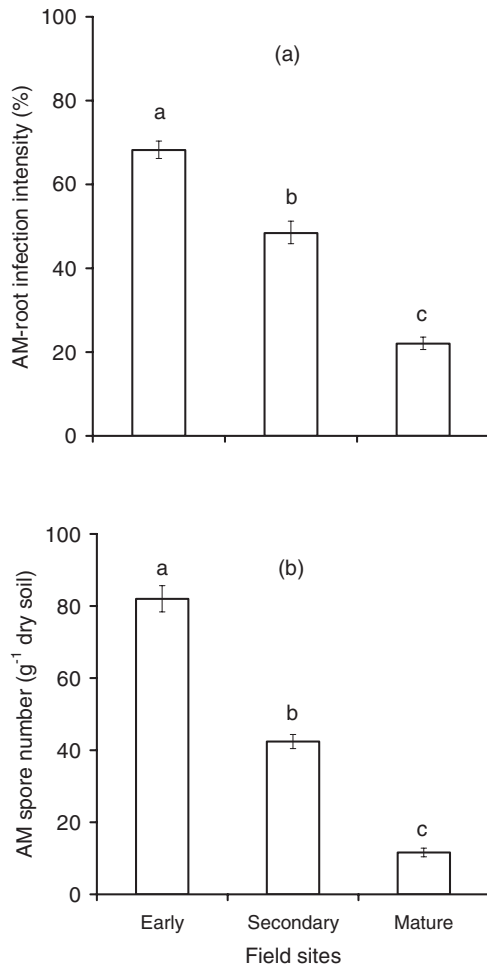 100
(a)
80
a
60
b
40
c
20
0
AM-root infection intensity (%)
100
a
(b)
80
60
b
40
20
c
0
AM spore number (g⁻¹ dry soil)
Early Secondary Mature
Field sites